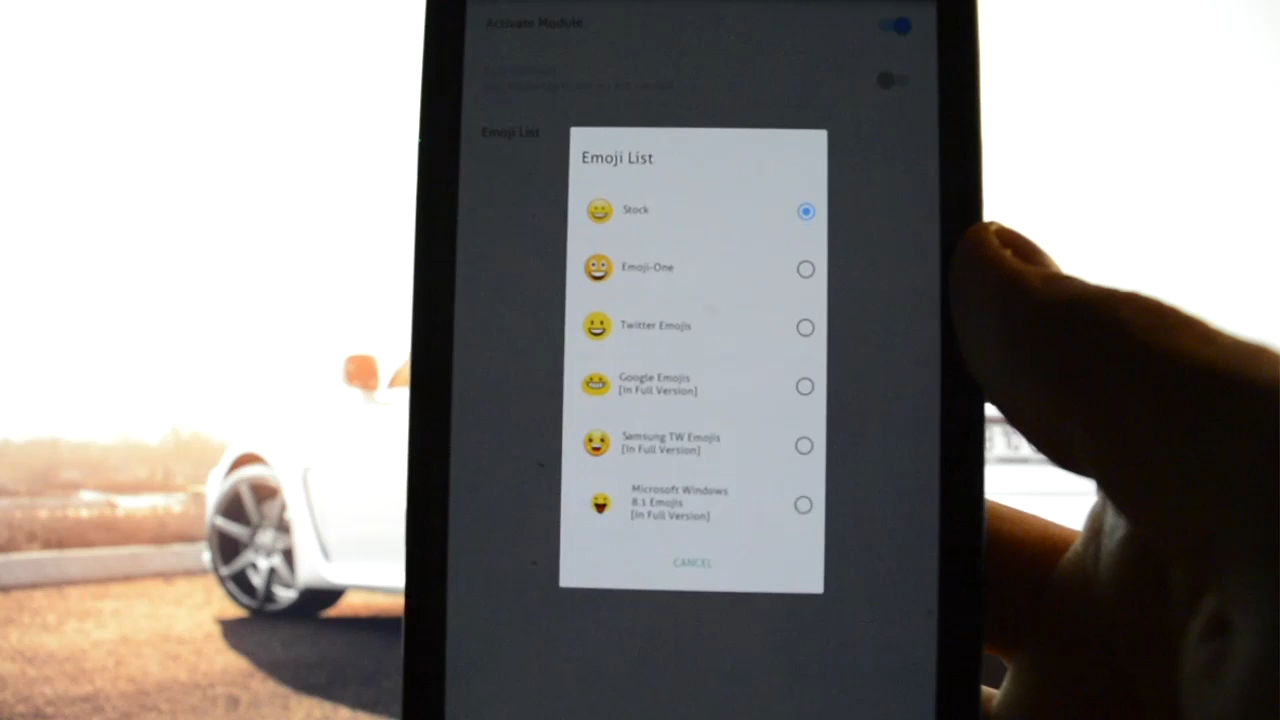 Activate Module
Emoji List
Emoji List
Stock
Emoji-One
Twitter Emojis
Google Emojis
[In Full Version]
Samsung TW Emojis
[In Full Version]
Microsoft Windows
8.1 Emojis
[In Full Version]
CANCEL